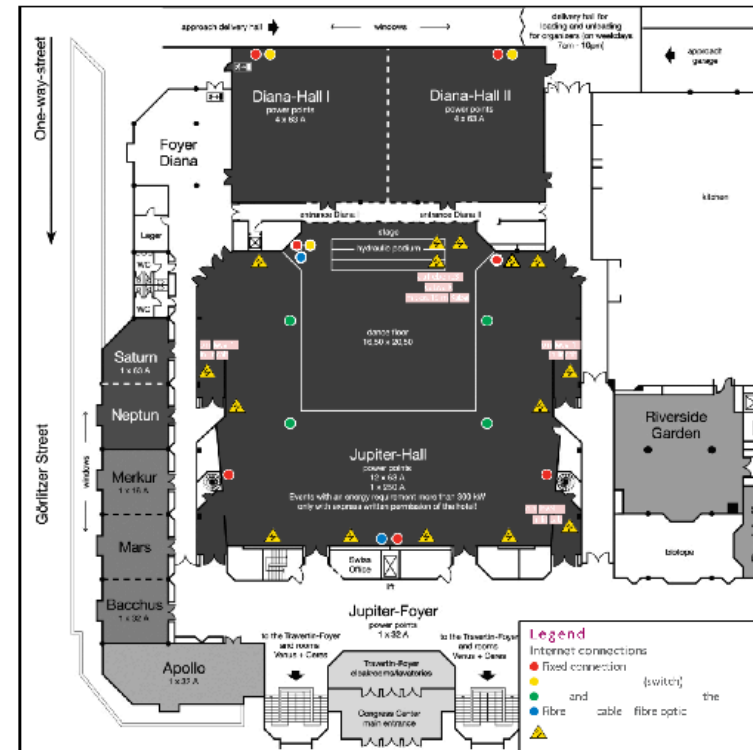 approach delivery hall
windows
delivery hall for
loading and unloading
for organizers (on weekdays
7am - 10pm)
approach
garage
One-way-street
Diana-Hall I
power points
4 x 63 A
Diana-Hall II
power points
4 x 63 A
Foyer
Diana
kitchen
entrance Diana I
entrance Diana II
Lager
stage
hydraulic podium
WC
WC
dance floor
16,50 x 20,50
Saturn
1 x 63 A
Neptun
Riverside
Garden
Görlitzer Street
windows
Merkur
1 x 16 A
Jupiter-Hall
power points
12 x 63 A
1 x 250 A
Events with an energy requirement more than 300 kW
only with express written permission of the hotel!
Mars
Swiss
Office
lift
biotope
Bacchus
1 x 32 A
Jupiter-Foyer
power points
1 x 32 A
to the Travertin-Foyer
and rooms
Venus + Ceres
to the Travertin-Foyer
and rooms
Venus + Ceres
Apollo
1 x 32 A
Travertin-Foyer
cloakrooms/lavatories
Congress Center
main entrance
Legend
Internet connections
Fixed connection
(switch)
and the
Fibre cable fibre optic